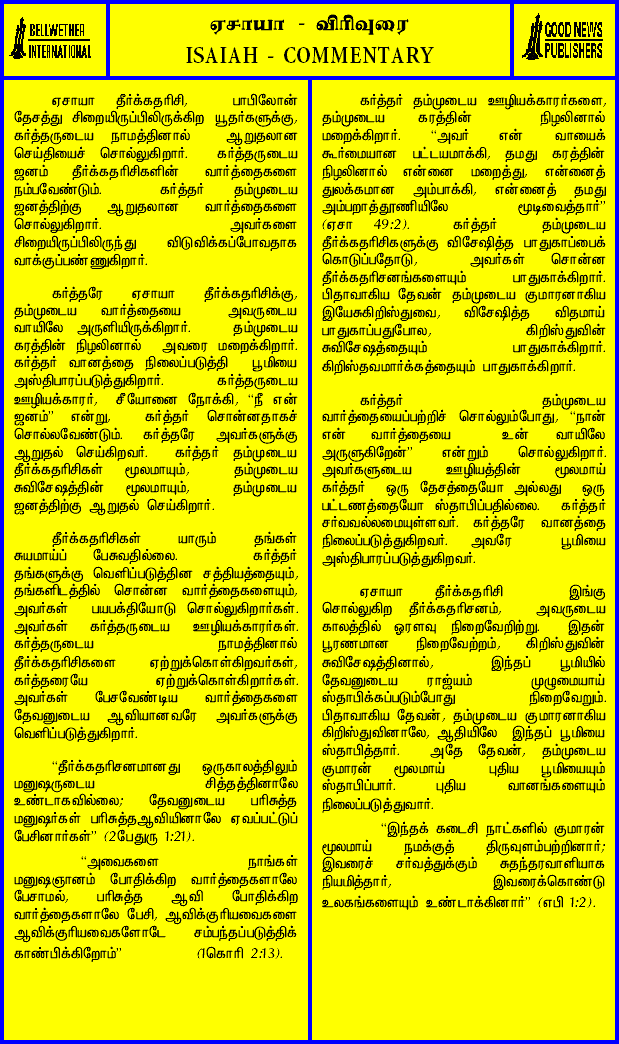 BELLWETHER
INTERNATIONAL
ஏசாயா - விரிவுரை
ISAIAH - COMMENTARY
GOOD NEWS
PUBLISHERS
ஏசாயா தீர்க்கதரிசி, பாபிலோன்
தேசத்து சிறையிருப்பிலிருக்கிற யூதர்களுக்கு,
கர்த்தருடைய நாமத்தினால் ஆறுதலான
செய்தியைச் சொல்லுகிறார். கர்த்தருடைய
ஜனம் தீர்க்கதரிசிகளின் வார்த்தைகளை
நம்பவேண்டும். கர்த்தர் தம்முடைய
ஜனத்திற்கு ஆறுதலான வார்த்தைகளை
சொல்லுகிறார். அவர்களை
சிறையிருப்பிலிருந்து விடுவிக்கப்போவதாக
வாக்குப்பண்ணுகிறார்.
கர்த்தரே ஏசாயா தீர்க்கதரிசிக்கு,
தம்முடைய வார்த்தையை அவருடைய
வாயிலே அருளியிருக்கிறார். தம்முடைய
கரத்தின் நிழலினால் அவரை மறைக்கிறார்.
கர்த்தர் வானத்தை நிலைப்படுத்தி பூமியை
அஸ்திபாரப்படுத்துகிறார். கர்த்தருடைய
ஊழியக்காரர், சீயோனை நோக்கி, “நீ என்
ஜனம்” என்று, கர்த்தர் சொன்னதாகச்
சொல்லவேண்டும். கர்த்தரே அவர்களுக்கு
ஆறுதல் செய்கிறவர். கர்த்தர் தம்முடைய
தீர்க்கதரிசிகள் மூலமாயும், தம்முடைய
சுவிசேஷத்தின் மூலமாயும், தம்முடைய
ஜனத்திற்கு ஆறுதல் செய்கிறார்.
தீர்க்கதரிசிகள் யாரும் தங்கள்
சுயமாய்ப் பேசுவதில்லை. கர்த்தர்
தங்களுக்கு வெளிப்படுத்தின சத்தியத்தையும்,
தங்களிடத்தில் சொன்ன வார்த்தைகளையும்,
அவர்கள் பயபக்தியோடு சொல்லுகிறார்கள்.
அவர்கள் கர்த்தருடைய ஊழியக்காரர்கள்.
கர்த்தருடைய நாமத்தினால்
தீர்க்கதரிசிகளை ஏற்றுக்கொள்கிறவர்கள்,
கர்த்தரையே ஏற்றுக்கொள்கிறார்கள்.
அவர்கள் பேசவேண்டிய வார்த்தைகளை
தேவனுடைய ஆவியானவரே அவர்களுக்கு
வெளிப்படுத்துகிறார்.
“தீர்க்கதரிசனமானது ஒருகாலத்திலும்
மனுஷருடைய சித்தத்தினாலே
உண்டாகவில்லை; தேவனுடைய பரிசுத்த
மனுஷர்கள் பரிசுத்தஆவியினாலே ஏவப்பட்டுப்
பேசினார்கள்” (2பேதுரு 1:21).
“அவைகளை நாங்கள்
மனுஷஞானம் போதிக்கிற வார்த்தைகளாலே
பேசாமல், பரிசுத்த ஆவி போதிக்கிற
வார்த்தைகளாலே பேசி, ஆவிக்குரியவைகளை
ஆவிக்குரியவைகளோடே சம்பந்தப்படுத்திக்
காண்பிக்கிறோம்” (1கொரி 2:13).
கர்த்தர் தம்முடைய ஊழியக்காரர்களை,
தம்முடைய கரத்தின் நிழலினால்
மறைக்கிறார். “அவர் என் வாயைக்
கூர்மையான பட்டயமாக்கி, தமது கரத்தின்
நிழலினால் என்னை மறைத்து, என்னைத்
துலக்கமான அம்பாக்கி, என்னைத் தமது
அம்பறாத்தூணியிலே மூடிவைத்தார்”
(ஏசா 49:2). கர்த்தர் தம்முடைய
தீர்க்கதரிசிகளுக்கு விசேஷித்த பாதுகாப்பைக்
கொடுப்பதோடு, அவர்கள் சொன்ன
தீர்க்கதரிசனங்களையும் பாதுகாக்கிறார்.
பிதாவாகிய தேவன் தம்முடைய குமாரனாகிய
இயேசுகிறிஸ்துவை, விசேஷித்த விதமாய்
பாதுகாப்பதுபோல, கிறிஸ்துவின்
சுவிசேஷத்தையும் பாதுகாக்கிறார்.
கிறிஸ்தவமார்க்கத்தையும் பாதுகாக்கிறார்.
கர்த்தர் தம்முடைய
வார்த்தையைப்பற்றிச் சொல்லும்போது, “நான்
என் வார்த்தையை உன் வாயிலே
அருளுகிறேன்” என்றும் சொல்லுகிறார்.
அவர்களுடைய ஊழியத்தின் மூலமாய்
கர்த்தர் ஒரு தேசத்தையோ அல்லது ஒரு
பட்டணத்தையோ ஸ்தாபிப்பதில்லை. கர்த்தர்
சர்வவல்லமையுள்ளவர். கர்த்தரே வானத்தை
நிலைப்படுத்துகிறவர். அவரே பூமியை
அஸ்திபாரப்படுத்துகிறவர்.
ஏசாயா தீர்க்கதரிசி இங்கு
சொல்லுகிற தீர்க்கதரிசனம், அவருடைய
காலத்தில் ஓரளவு நிறைவேறிற்று. இதன்
பூரணமான நிறைவேற்றம், கிறிஸ்துவின்
சுவிசேஷத்தினால், இந்தப் பூமியில்
தேவனுடைய ராஜ்யம் முழுமையாய்
ஸ்தாபிக்கப்படும்போது நிறைவேறும்.
பிதாவாகிய தேவன், தம்முடைய குமாரனாகிய
கிறிஸ்துவினாலே, ஆதியிலே இந்தப் பூமியை
ஸ்தாபித்தார். அதே தேவன், தம்முடைய
குமாரன் மூலமாய் புதிய பூமியையும்
ஸ்தாபிப்பார். புதிய வானங்களையும்
நிலைப்படுத்துவார்.
“இந்தக் கடைசி நாட்களில் குமாரன்
மூலமாய் நமக்குத் திருவுளம்பற்றினார்;
இவரைச் சர்வத்துக்கும் சுதந்தரவாளியாக
நியமித்தார், இவரைக்கொண்டு
உலகங்களையும் உண்டாக்கினார்” (எபி 1:2).